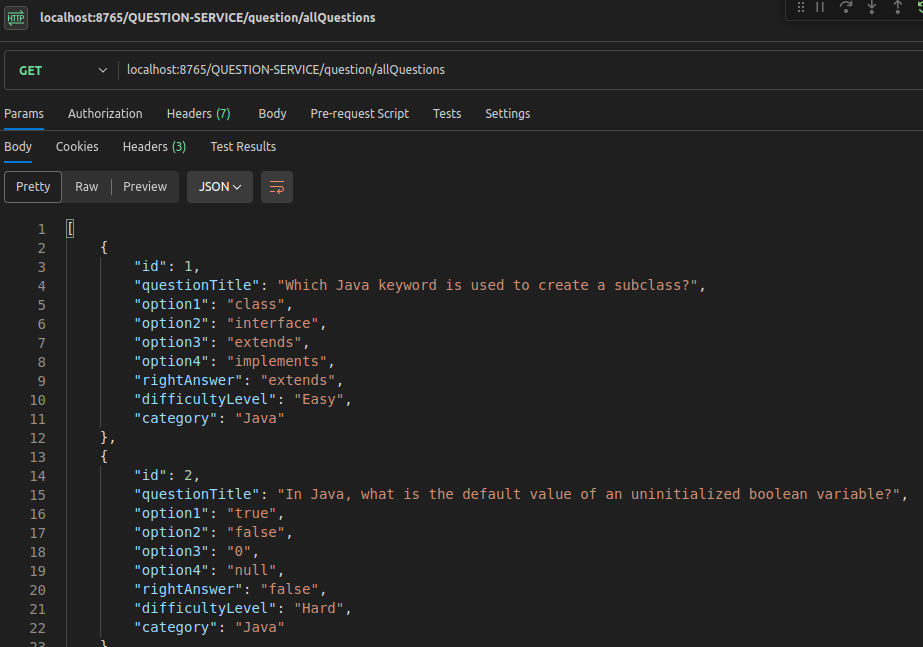 HTTP localhost:8765/QUESTION-SERVICE/question/allQuestions
GET localhost:8765/QUESTION-SERVICE/question/allQuestions
Params Authorization Headers (7) Body Pre-request Script Tests Settings
Body Cookies Headers (3) Test Results
Pretty Raw Preview JSON
1 [
2 {
3 "id": 1,
4 "questionTitle": "Which Java keyword is used to create a subclass?",
5 "option1": "class",
6 "option2": "interface",
7 "option3": "extends",
8 "option4": "implements",
9 "rightAnswer": "extends",
10 "difficultyLevel": "Easy",
11 "category": "Java"
12 },
13 {
14 "id": 2,
15 "questionTitle": "In Java, what is the default value of an uninitialized boolean variable?",
16 "option1": "true",
17 "option2": "false",
18 "option3": "0",
19 "option4": "null",
20 "rightAnswer": "false",
21 "difficultyLevel": "Hard",
22 "category": "Java"
23 }